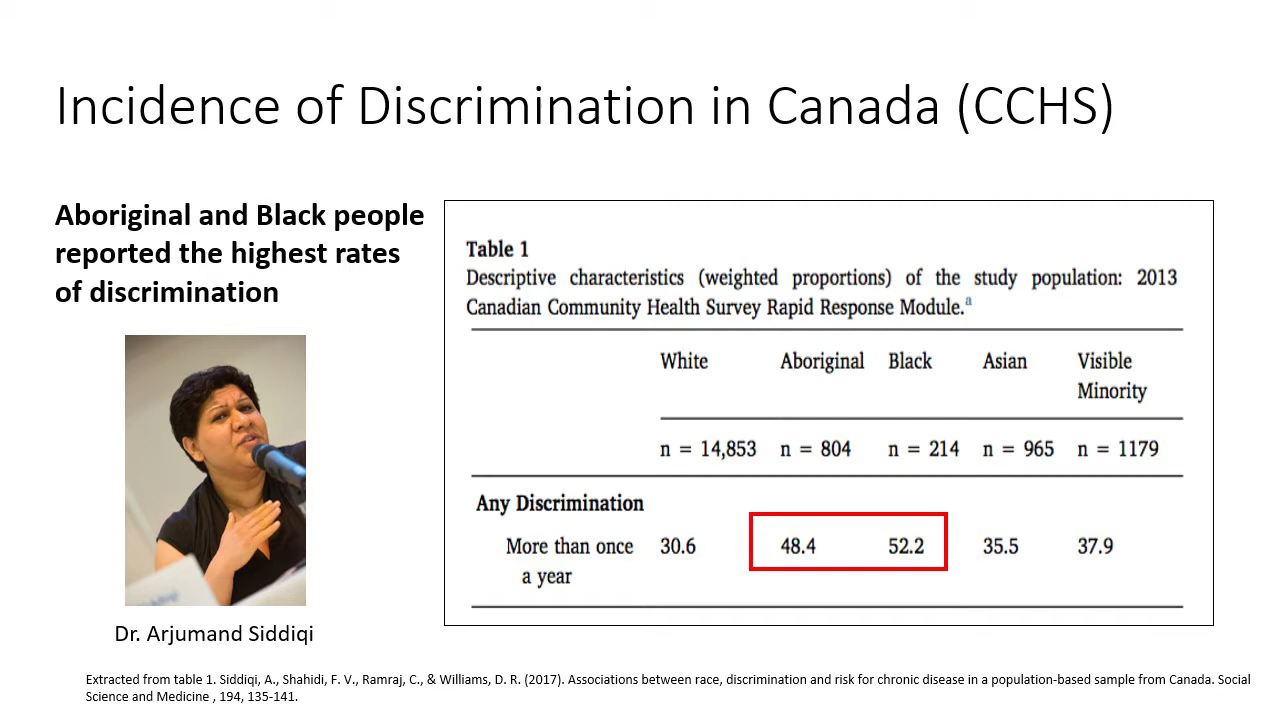 Incidence of Discrimination in Canada (CCHS)
Aboriginal and Black people
reported the highest rates
of discrimination
Dr. Arjumand Siddiqi
Table 1
Descriptive characteristics (weighted proportions) of the study population: 2013
Canadian Community Health Survey Rapid Response Module.a
White Aboriginal Black Asian Visible
Minority
n = 14,853 n = 804 n = 214 n = 965 n = 1179
Any Discrimination
More than once 30.6 48.4 52.2 35.5 37.9
a year
Extracted from table 1. Siddiqi, A., Shahidi, F. V., Ramraj, C., & Williams, D. R. (2017). Associations between race, discrimination and risk for chronic disease in a population-based sample from Canada. Social
Science and Medicine , 194, 135-141.